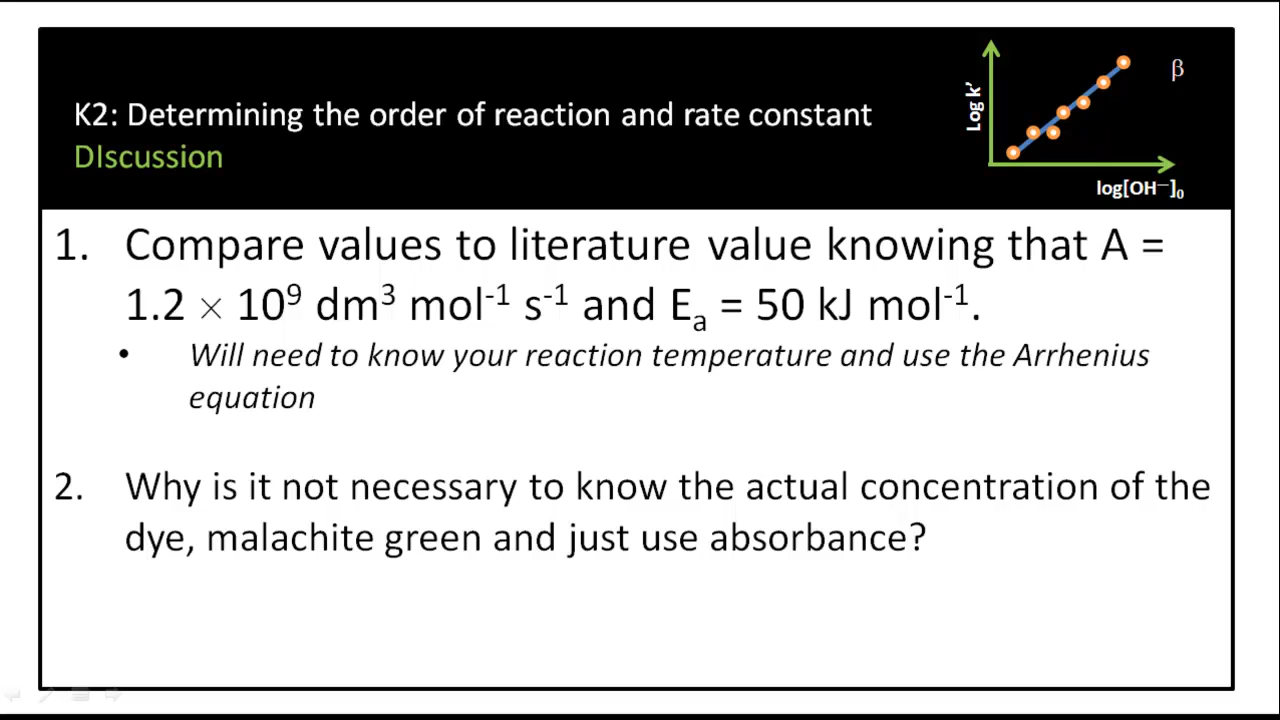 K2: Determining the order of reaction and rate constant
DIscussion
Log k'
β
log[OH⁻]₀
1. Compare values to literature value knowing that A =
1.2 × 10⁹ dm³ mol⁻¹ s⁻¹ and Eₐ = 50 kJ mol⁻¹.
• Will need to know your reaction temperature and use the Arrhenius
equation
2. Why is it not necessary to know the actual concentration of the
dye, malachite green and just use absorbance?